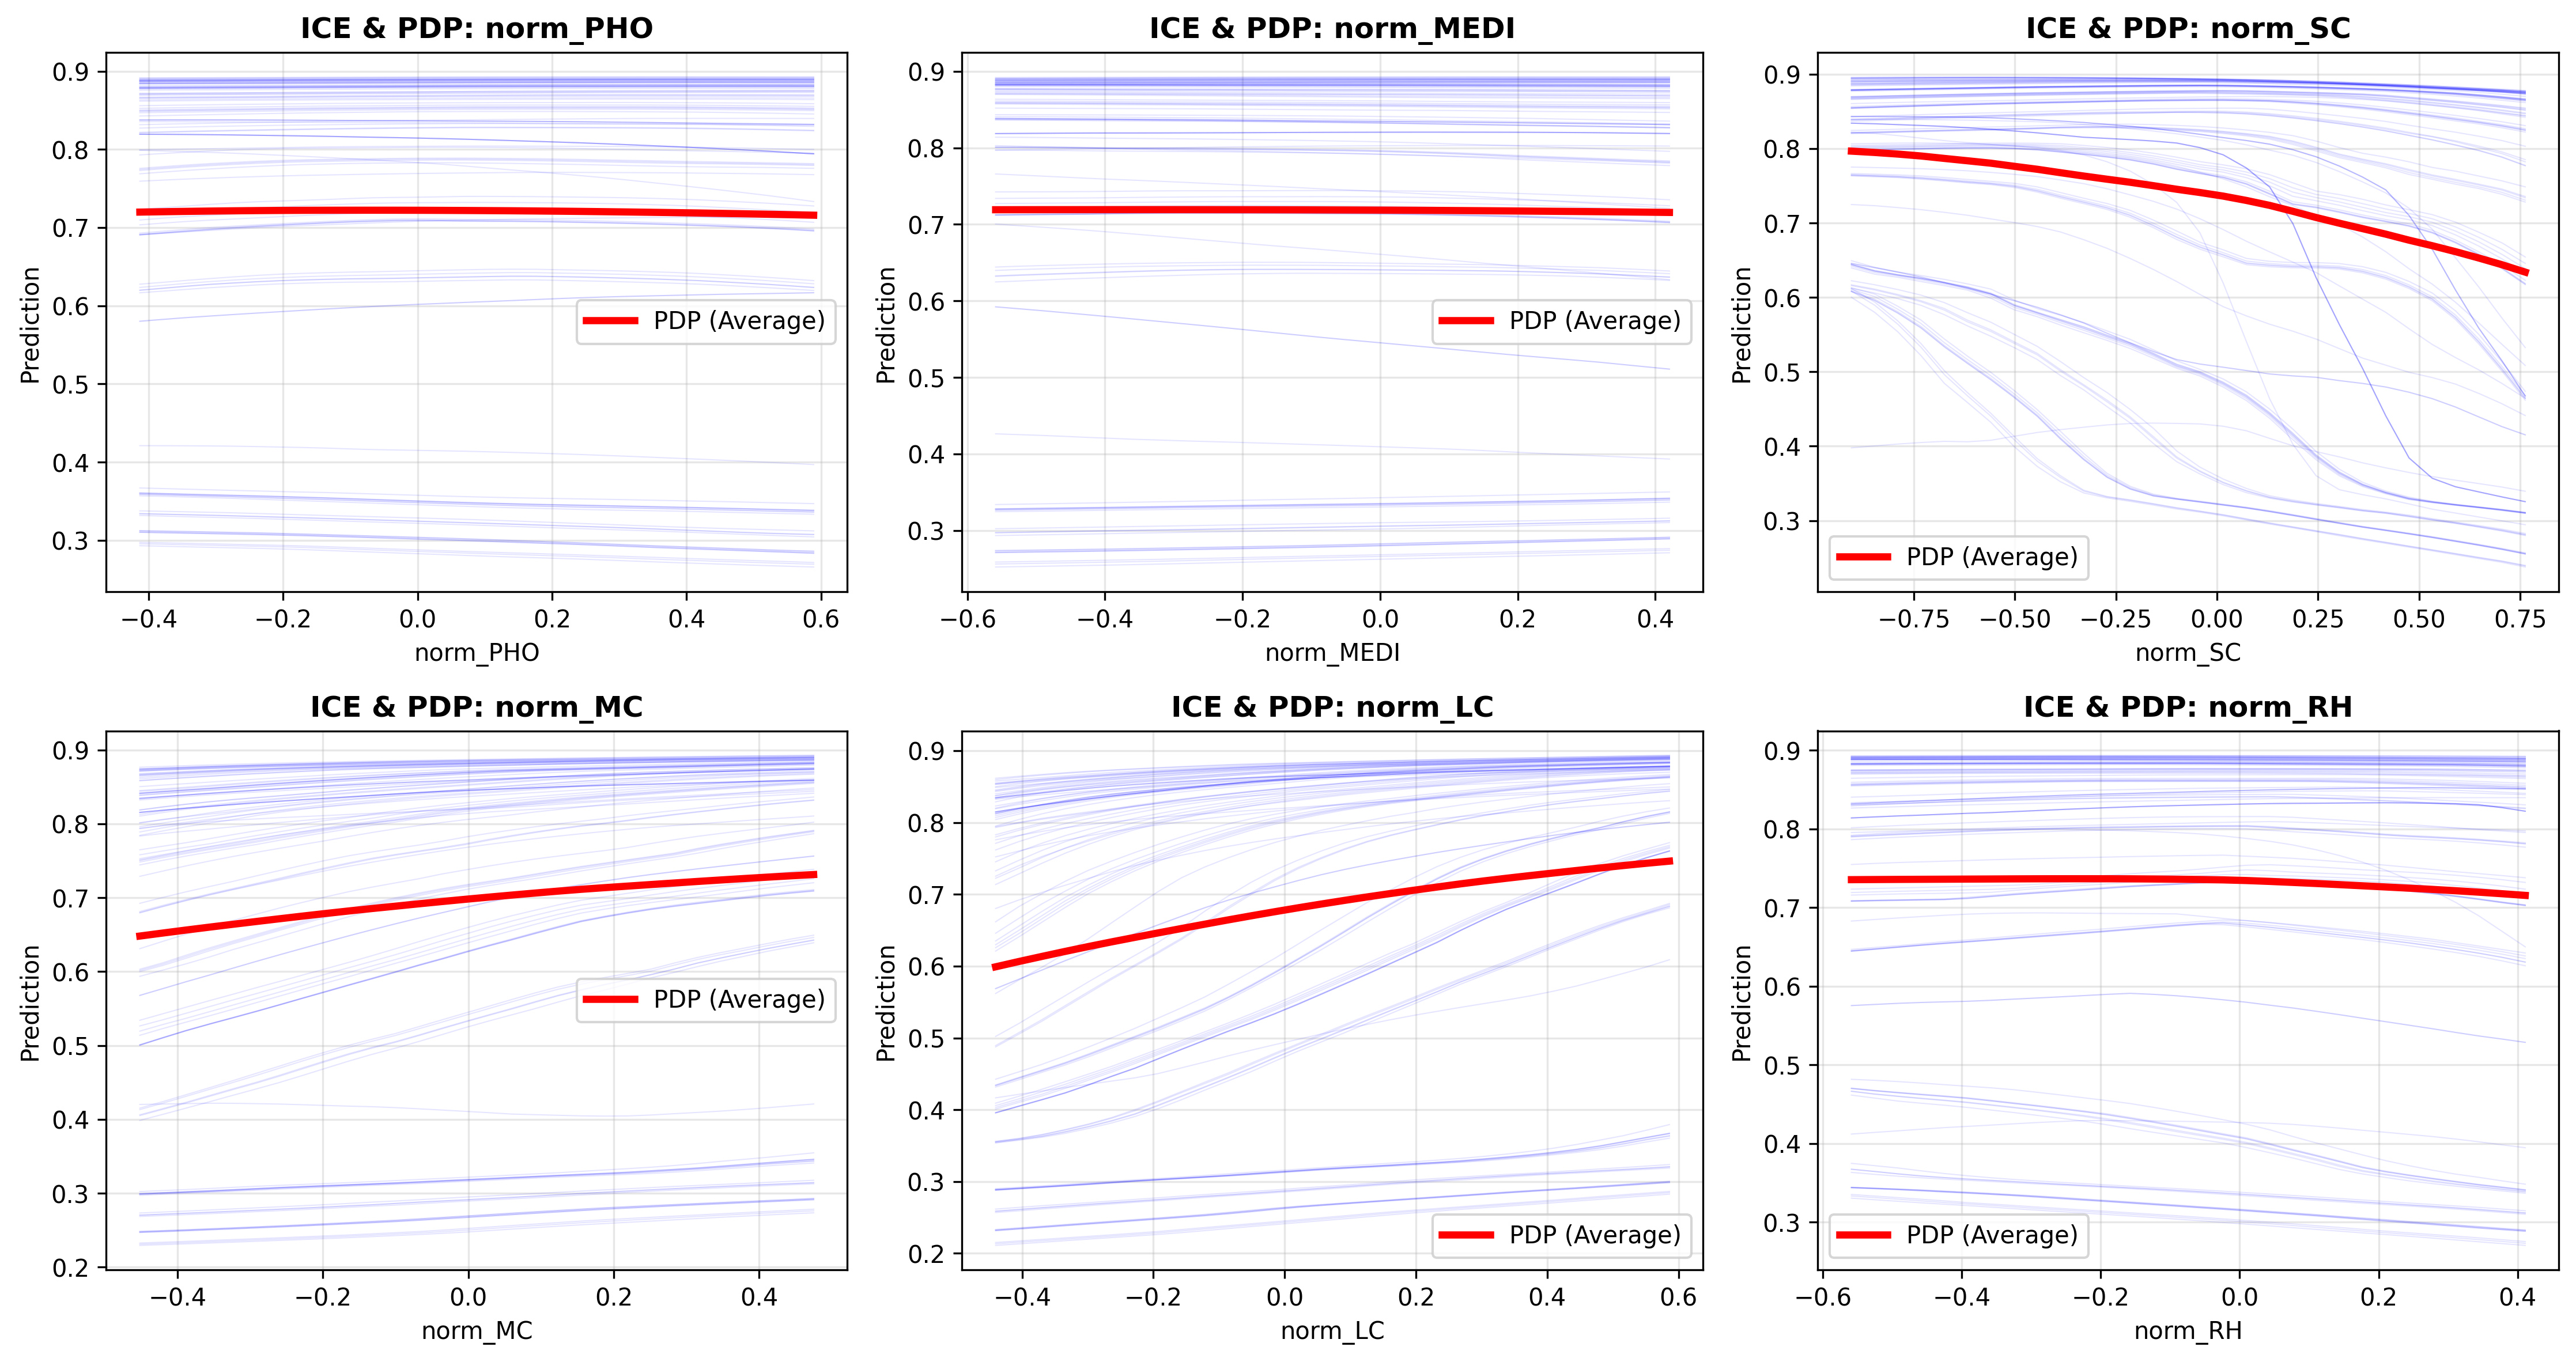 ICE & PDP: norm_PHO
Prediction
0.9
0.8
0.7
0.6
0.5
0.4
0.3
PDP (Average)
−0.4 −0.2 0.0 0.2 0.4 0.6
norm_PHO
ICE & PDP: norm_MEDI
Prediction
0.9
0.8
0.7
0.6
0.5
0.4
0.3
PDP (Average)
−0.6 −0.4 −0.2 0.0 0.2 0.4
norm_MEDI
ICE & PDP: norm_SC
Prediction
0.9
0.8
0.7
0.6
0.5
0.4
0.3
PDP (Average)
−0.75 −0.50 −0.25 0.00 0.25 0.50 0.75
norm_SC
ICE & PDP: norm_MC
Prediction
0.9
0.8
0.7
0.6
0.5
0.4
0.3
0.2
PDP (Average)
−0.4 −0.2 0.0 0.2 0.4
norm_MC
ICE & PDP: norm_LC
Prediction
0.9
0.8
0.7
0.6
0.5
0.4
0.3
0.2
PDP (Average)
−0.4 −0.2 0.0 0.2 0.4 0.6
norm_LC
ICE & PDP: norm_RH
Prediction
0.9
0.8
0.7
0.6
0.5
0.4
0.3
PDP (Average)
−0.6 −0.4 −0.2 0.0 0.2 0.4
norm_RH